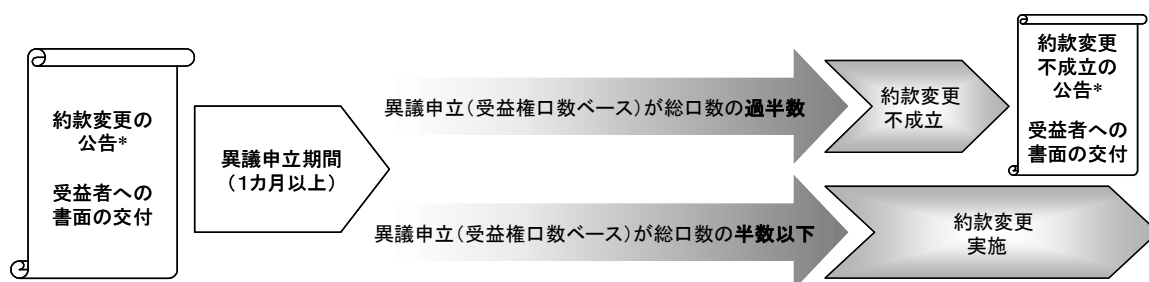 約款変更の
公告*
受益者への
書面の交付
異議申立期間
(1カ月以上)
異議申立(受益権口数ベース)が総口数の過半数
約款変更
不成立
約款変更
不成立の
公告*
受益者への
書面の交付
異議申立(受益権口数ベース)が総口数の半数以下
約款変更
実施